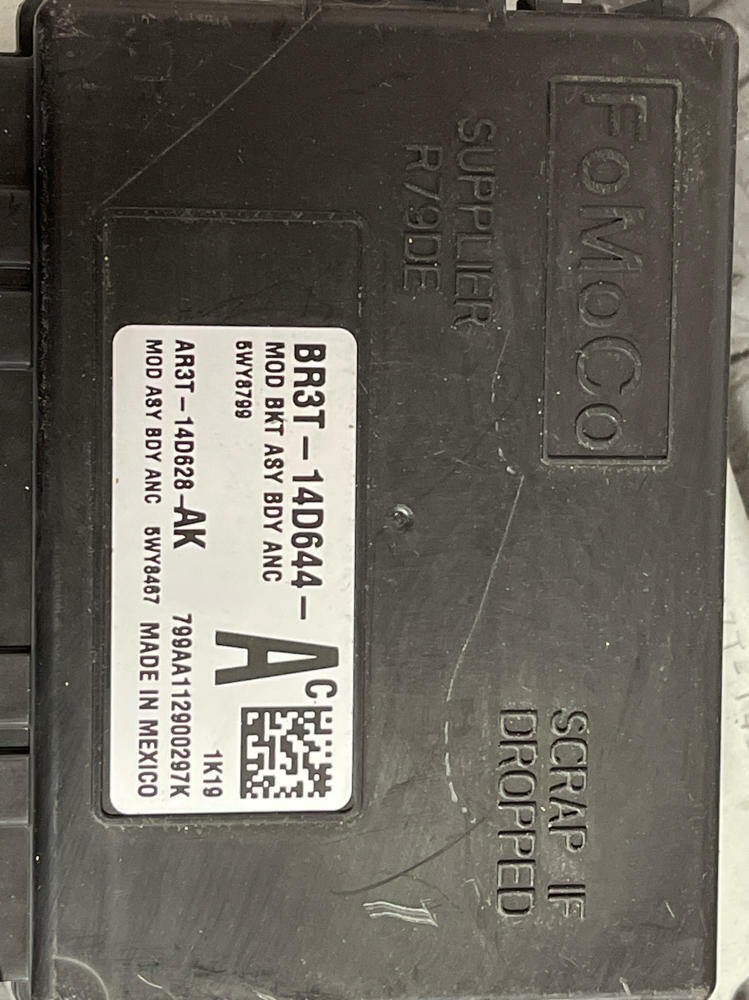 FoMoCo
SUPPLIER
R79DE
SCRAP IF
DROPPED
BR3T-14D644-AC
MOD BKT ASY BDY ANC
5WY8799
1K19
AR3T-14D628-AK 799AA112900297K
MOD ASY BDY ANC 5WY8467 MADE IN MEXICO